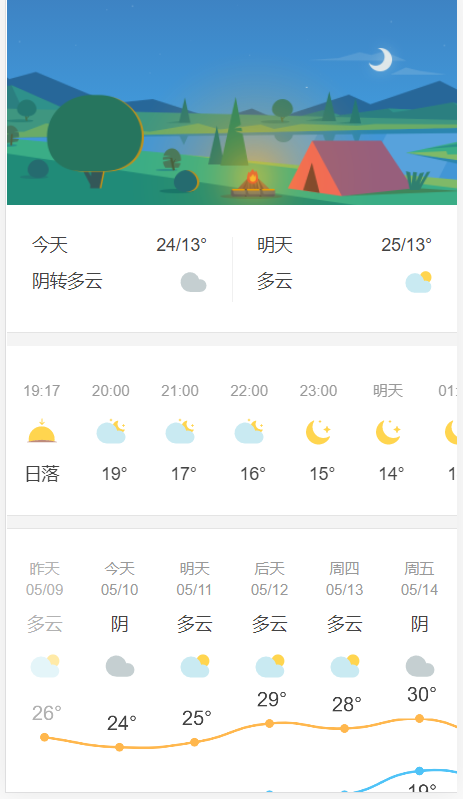 今天 24/13° 明天 25/13°
阴转多云 多云
19:17 20:00 21:00 22:00 23:00 明天 01:
日落 19° 17° 16° 15° 14° 1
昨天 今天 明天 后天 周四 周五
05/09 05/10 05/11 05/12 05/13 05/14
多云 阴 多云 多云 多云 阴
26° 24° 25° 29° 28° 30°
19°